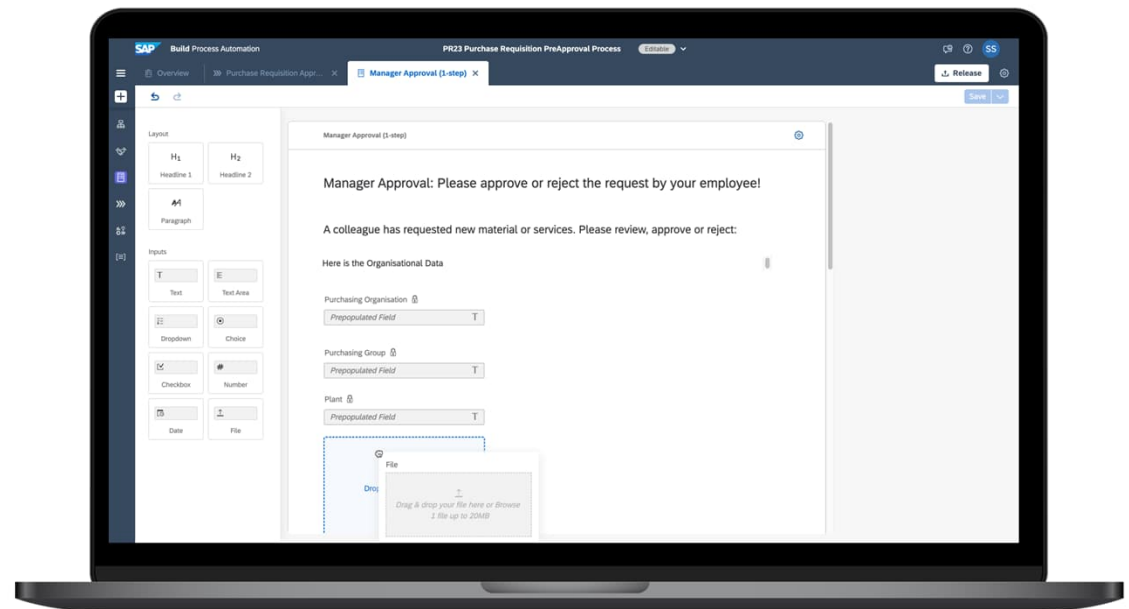 SAP Build Process Automation
PR23 Purchase Requisition PreApproval Process Editable
SS
Overview
Purchase Requisition Appr...
Manager Approval (1-step)
Release
Save
Layout
H1
Headline 1
H2
Headline 2
Paragraph
Inputs
Text
Text Area
Dropdown
Choice
Checkbox
Number
Date
File
Manager Approval (1-step)
Manager Approval: Please approve or reject the request by your employee!
A colleague has requested new material or services. Please review, approve or reject:
Here is the Organisational Data
Purchasing Organisation
Prepopulated Field T
Purchasing Group
Prepopulated Field T
Plant
Prepopulated Field T
File
Drag & drop your file here or Browse
1 file up to 20MB